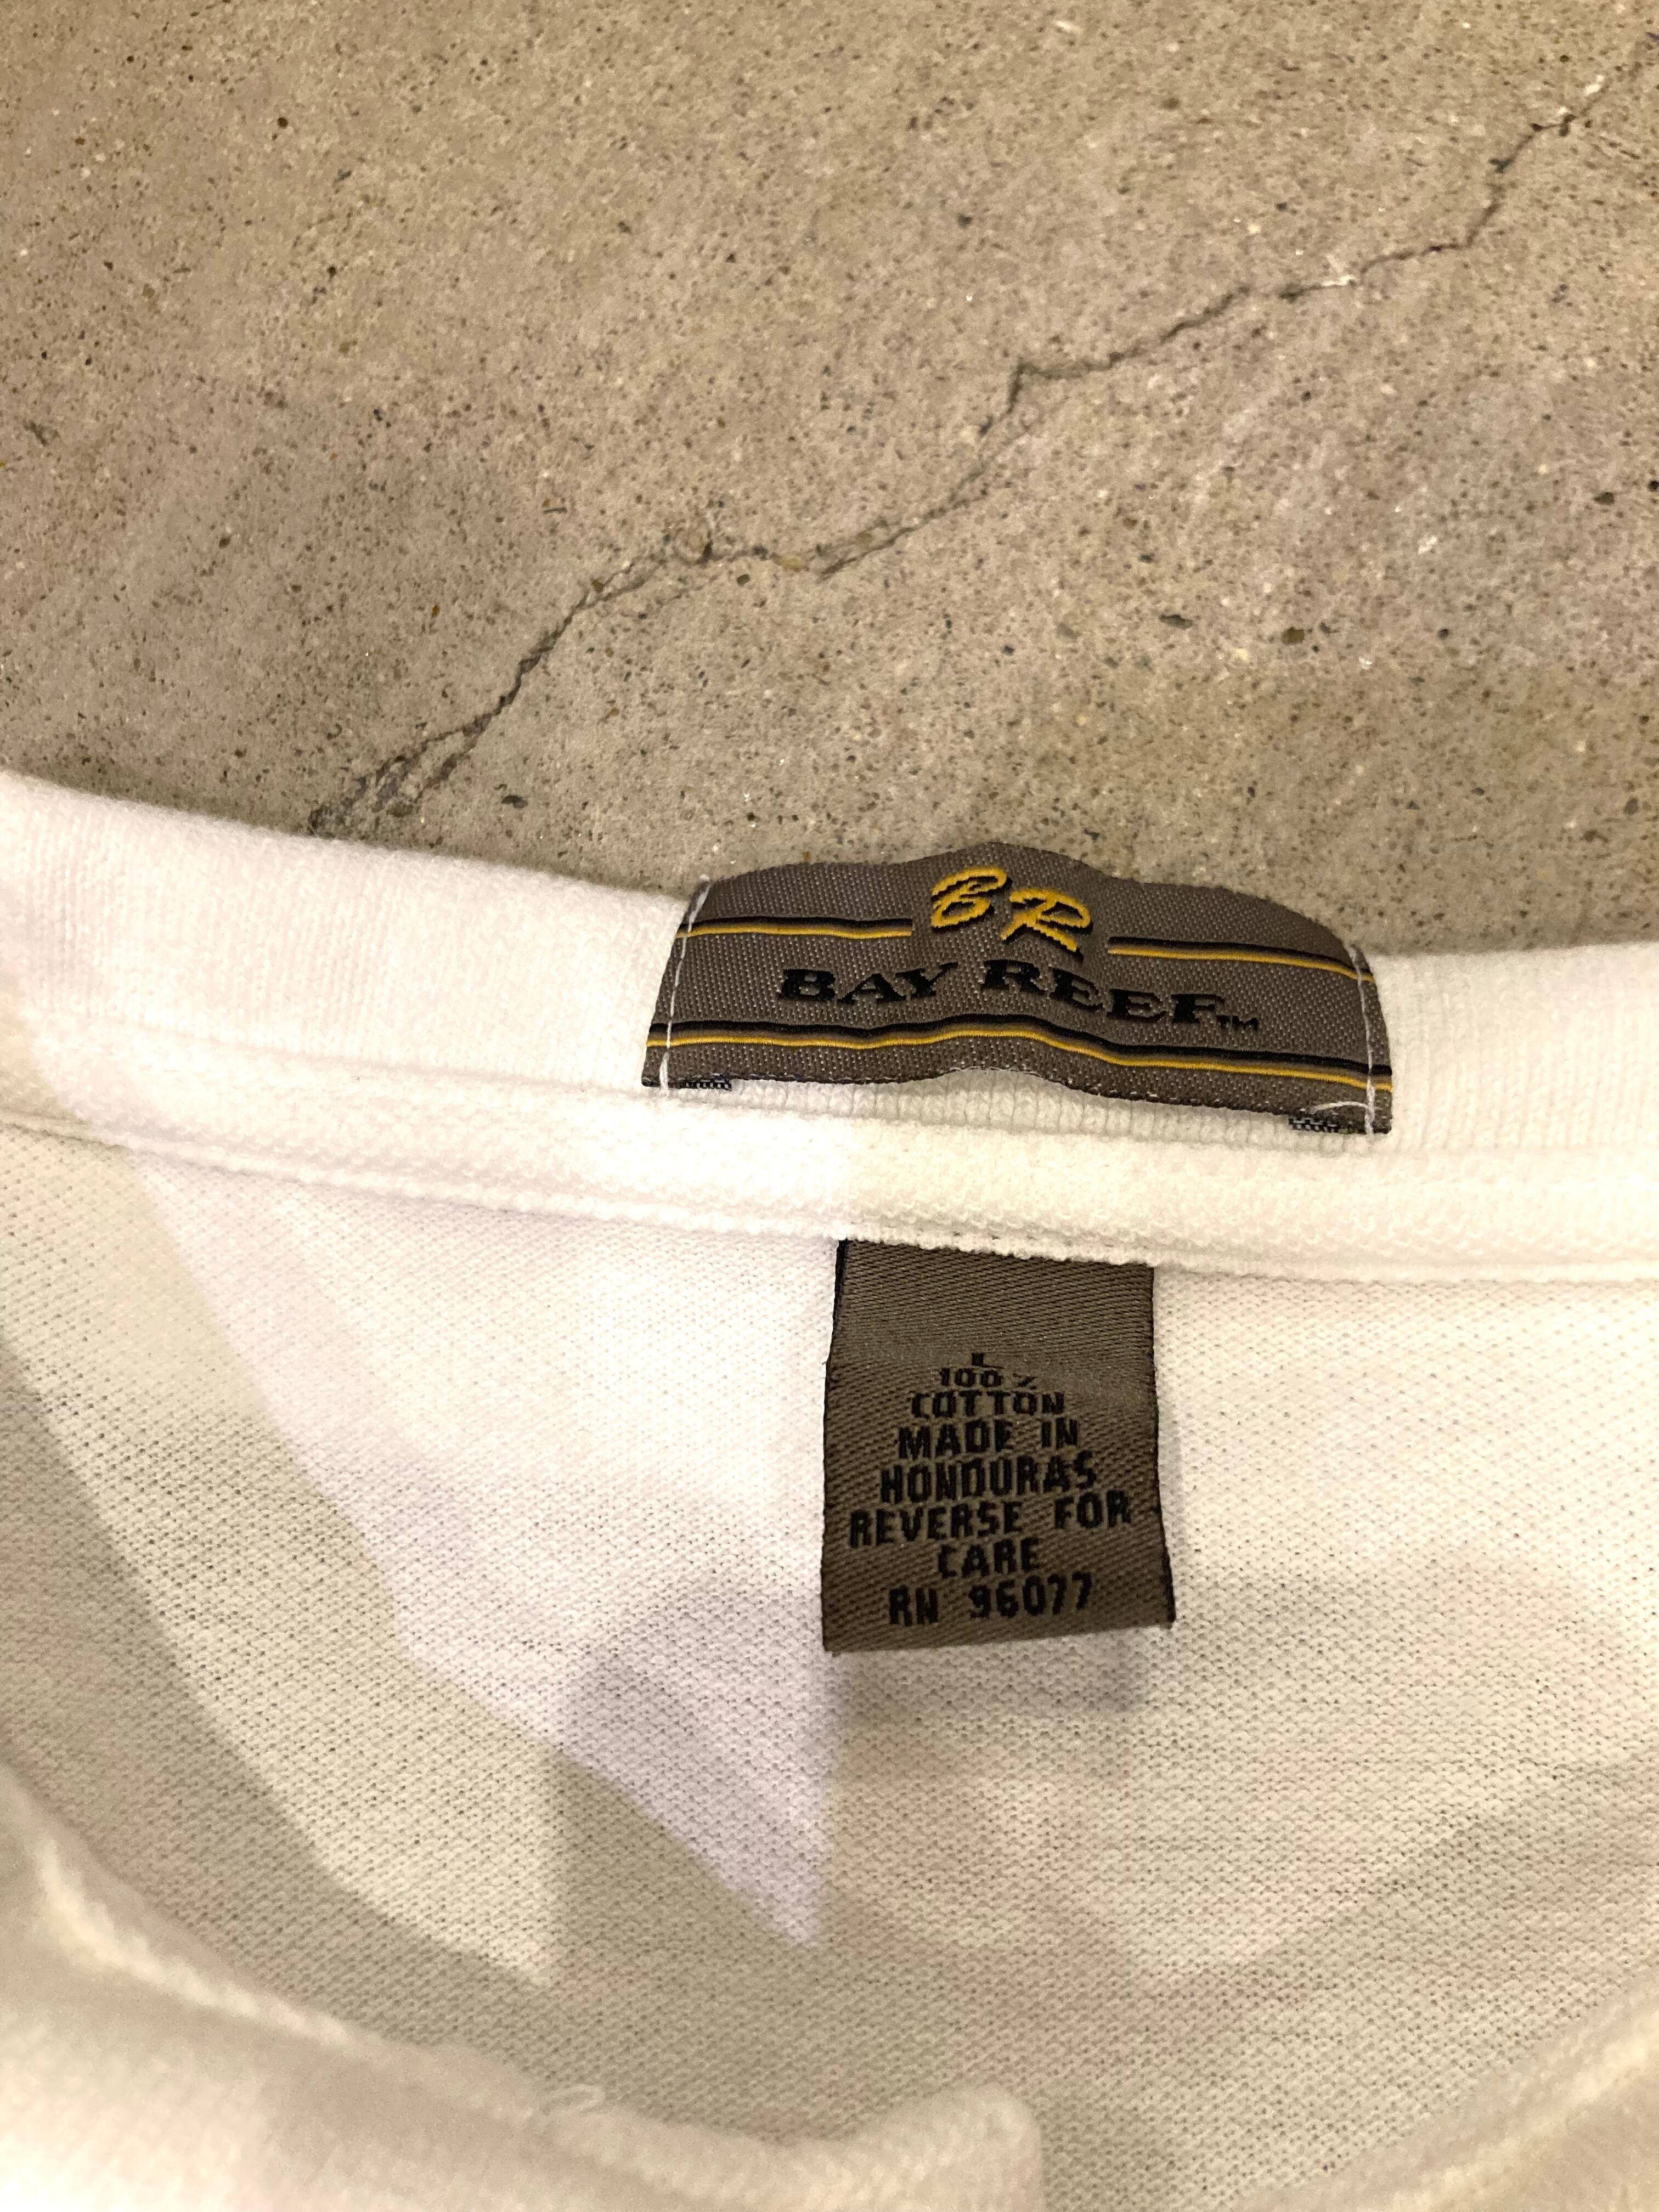 BR
BAY REEF™
L
100%
COTTON
MADE IN
HONDURAS
REVERSE FOR
CARE
RN 96077